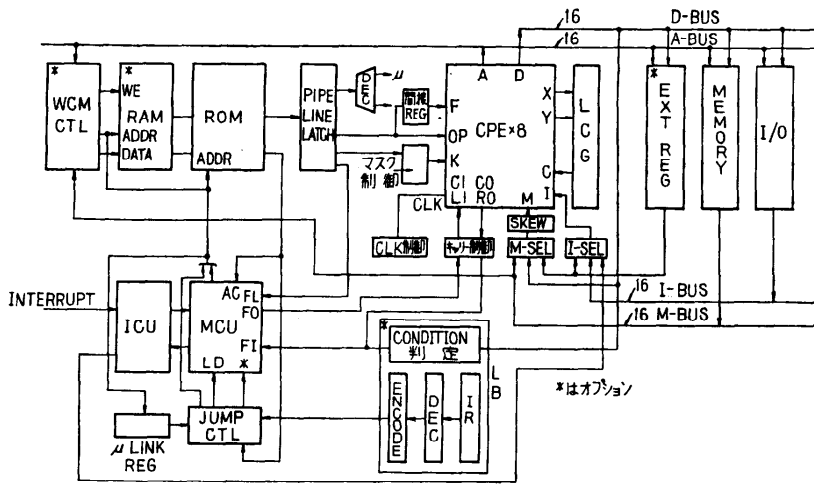 16 D-BUS
16 A-BUS
*
WCM
CTL
*
WE
RAM
ADDR
DATA
ROM
ADDR
PIPE
LINE
LATCH
DEC
μ
間接
REG
マスク
制御
A D
F
OP
K
CPE×8
X
Y
C
I
CI CO
LI RO
M
CLK
LCG
*
EXT REG
MEMORY
I/O
SKEW
CLK制御
キャリー制御
M-SEL
I-SEL
16 I-BUS
16 M-BUS
INTERRUPT
ICU
MCU
AC FL
FO
FI
LD *
*
CONDITION
判定
ENCODE
DEC
IR
LB
*はオプション
μ LINK
REG
JUMP
CTL